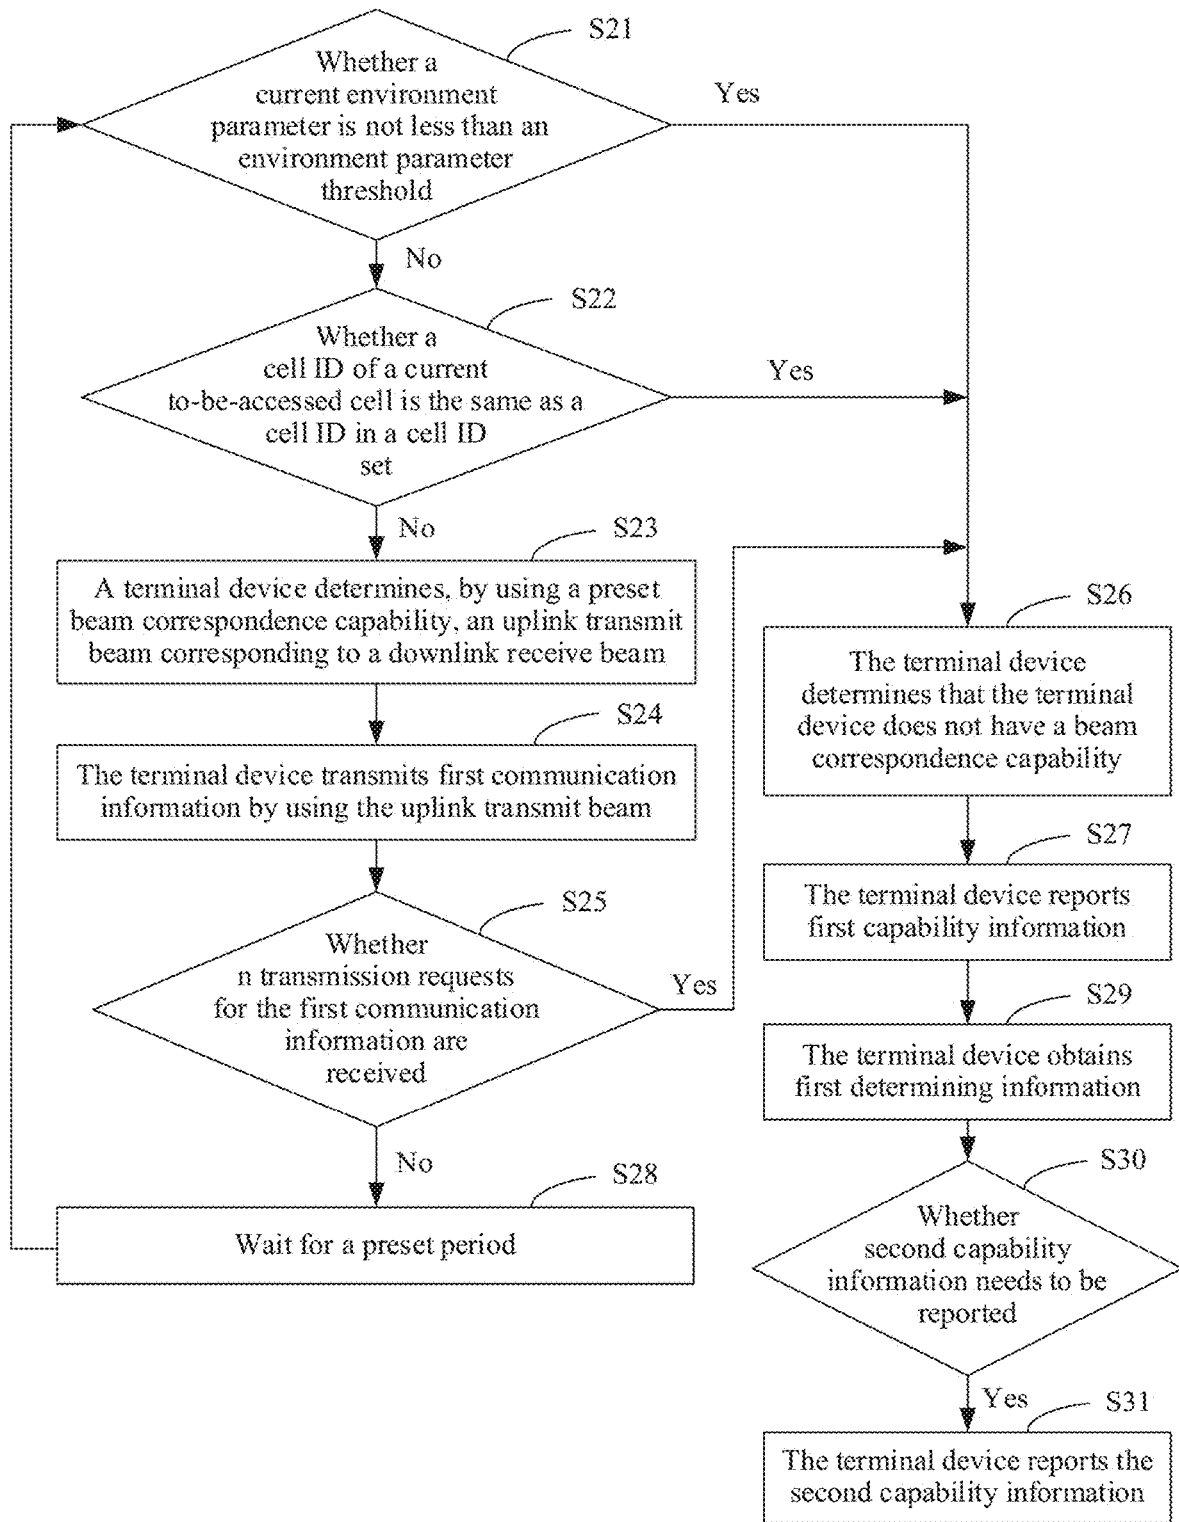 S21
Whether a
current environment
parameter is not less than an
environment parameter
threshold
Yes
No
S22
Whether a
cell ID of a current
to-be-accessed cell is the same as a
cell ID in a cell ID
set
Yes
No
S23
A terminal device determines, by using a preset
beam correspondence capability, an uplink transmit
beam corresponding to a downlink receive beam
S24
The terminal device transmits first communication
information by using the uplink transmit beam
S25
Whether
n transmission requests
for the first communication
information are
received
Yes
No
S28
Wait for a preset period
S26
The terminal device
determines that the terminal
device does not have a beam
correspondence capability
S27
The terminal device reports
first capability information
S29
The terminal device obtains
first determining information
S30
Whether
second capability
information needs to be
reported
Yes
S31
The terminal device reports the
second capability information